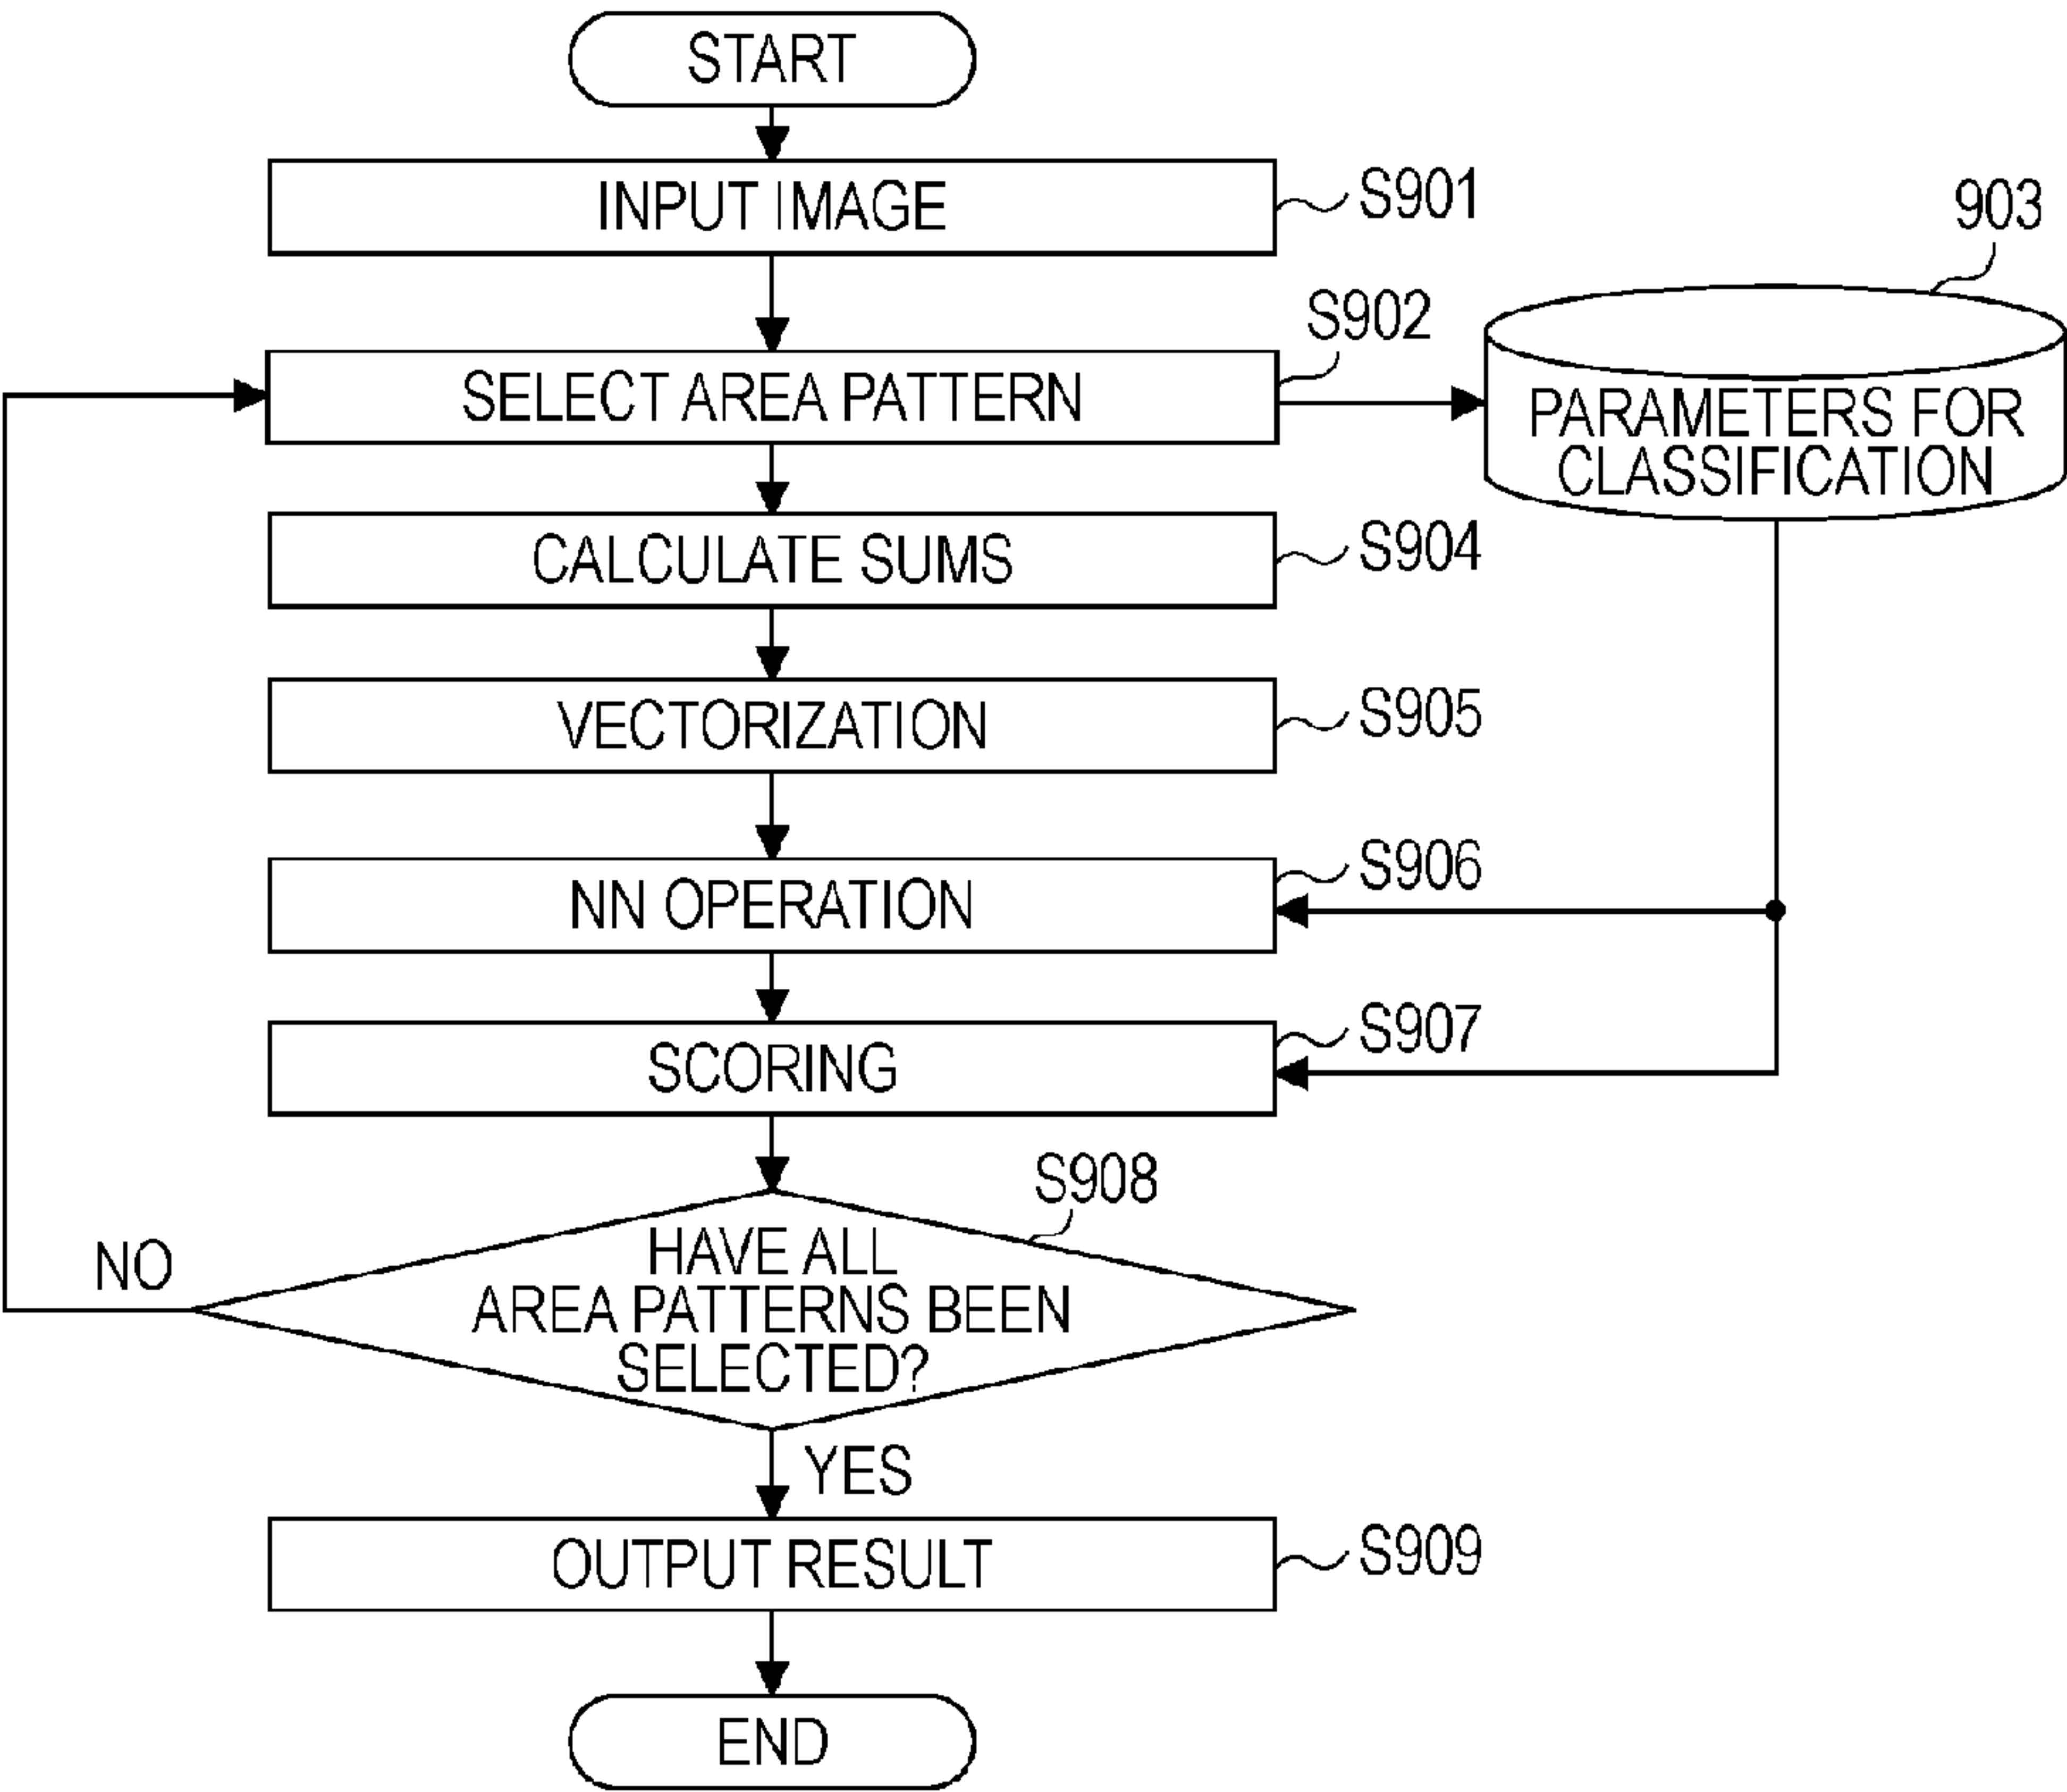 START
INPUT IMAGE
S901
903
S902
SELECT AREA PATTERN
PARAMETERS FOR
CLASSIFICATION
CALCULATE SUMS
S904
VECTORIZATION
S905
NN OPERATION
S906
SCORING
S907
S908
HAVE ALL
AREA PATTERNS BEEN
SELECTED?
NO
YES
OUTPUT RESULT
S909
END